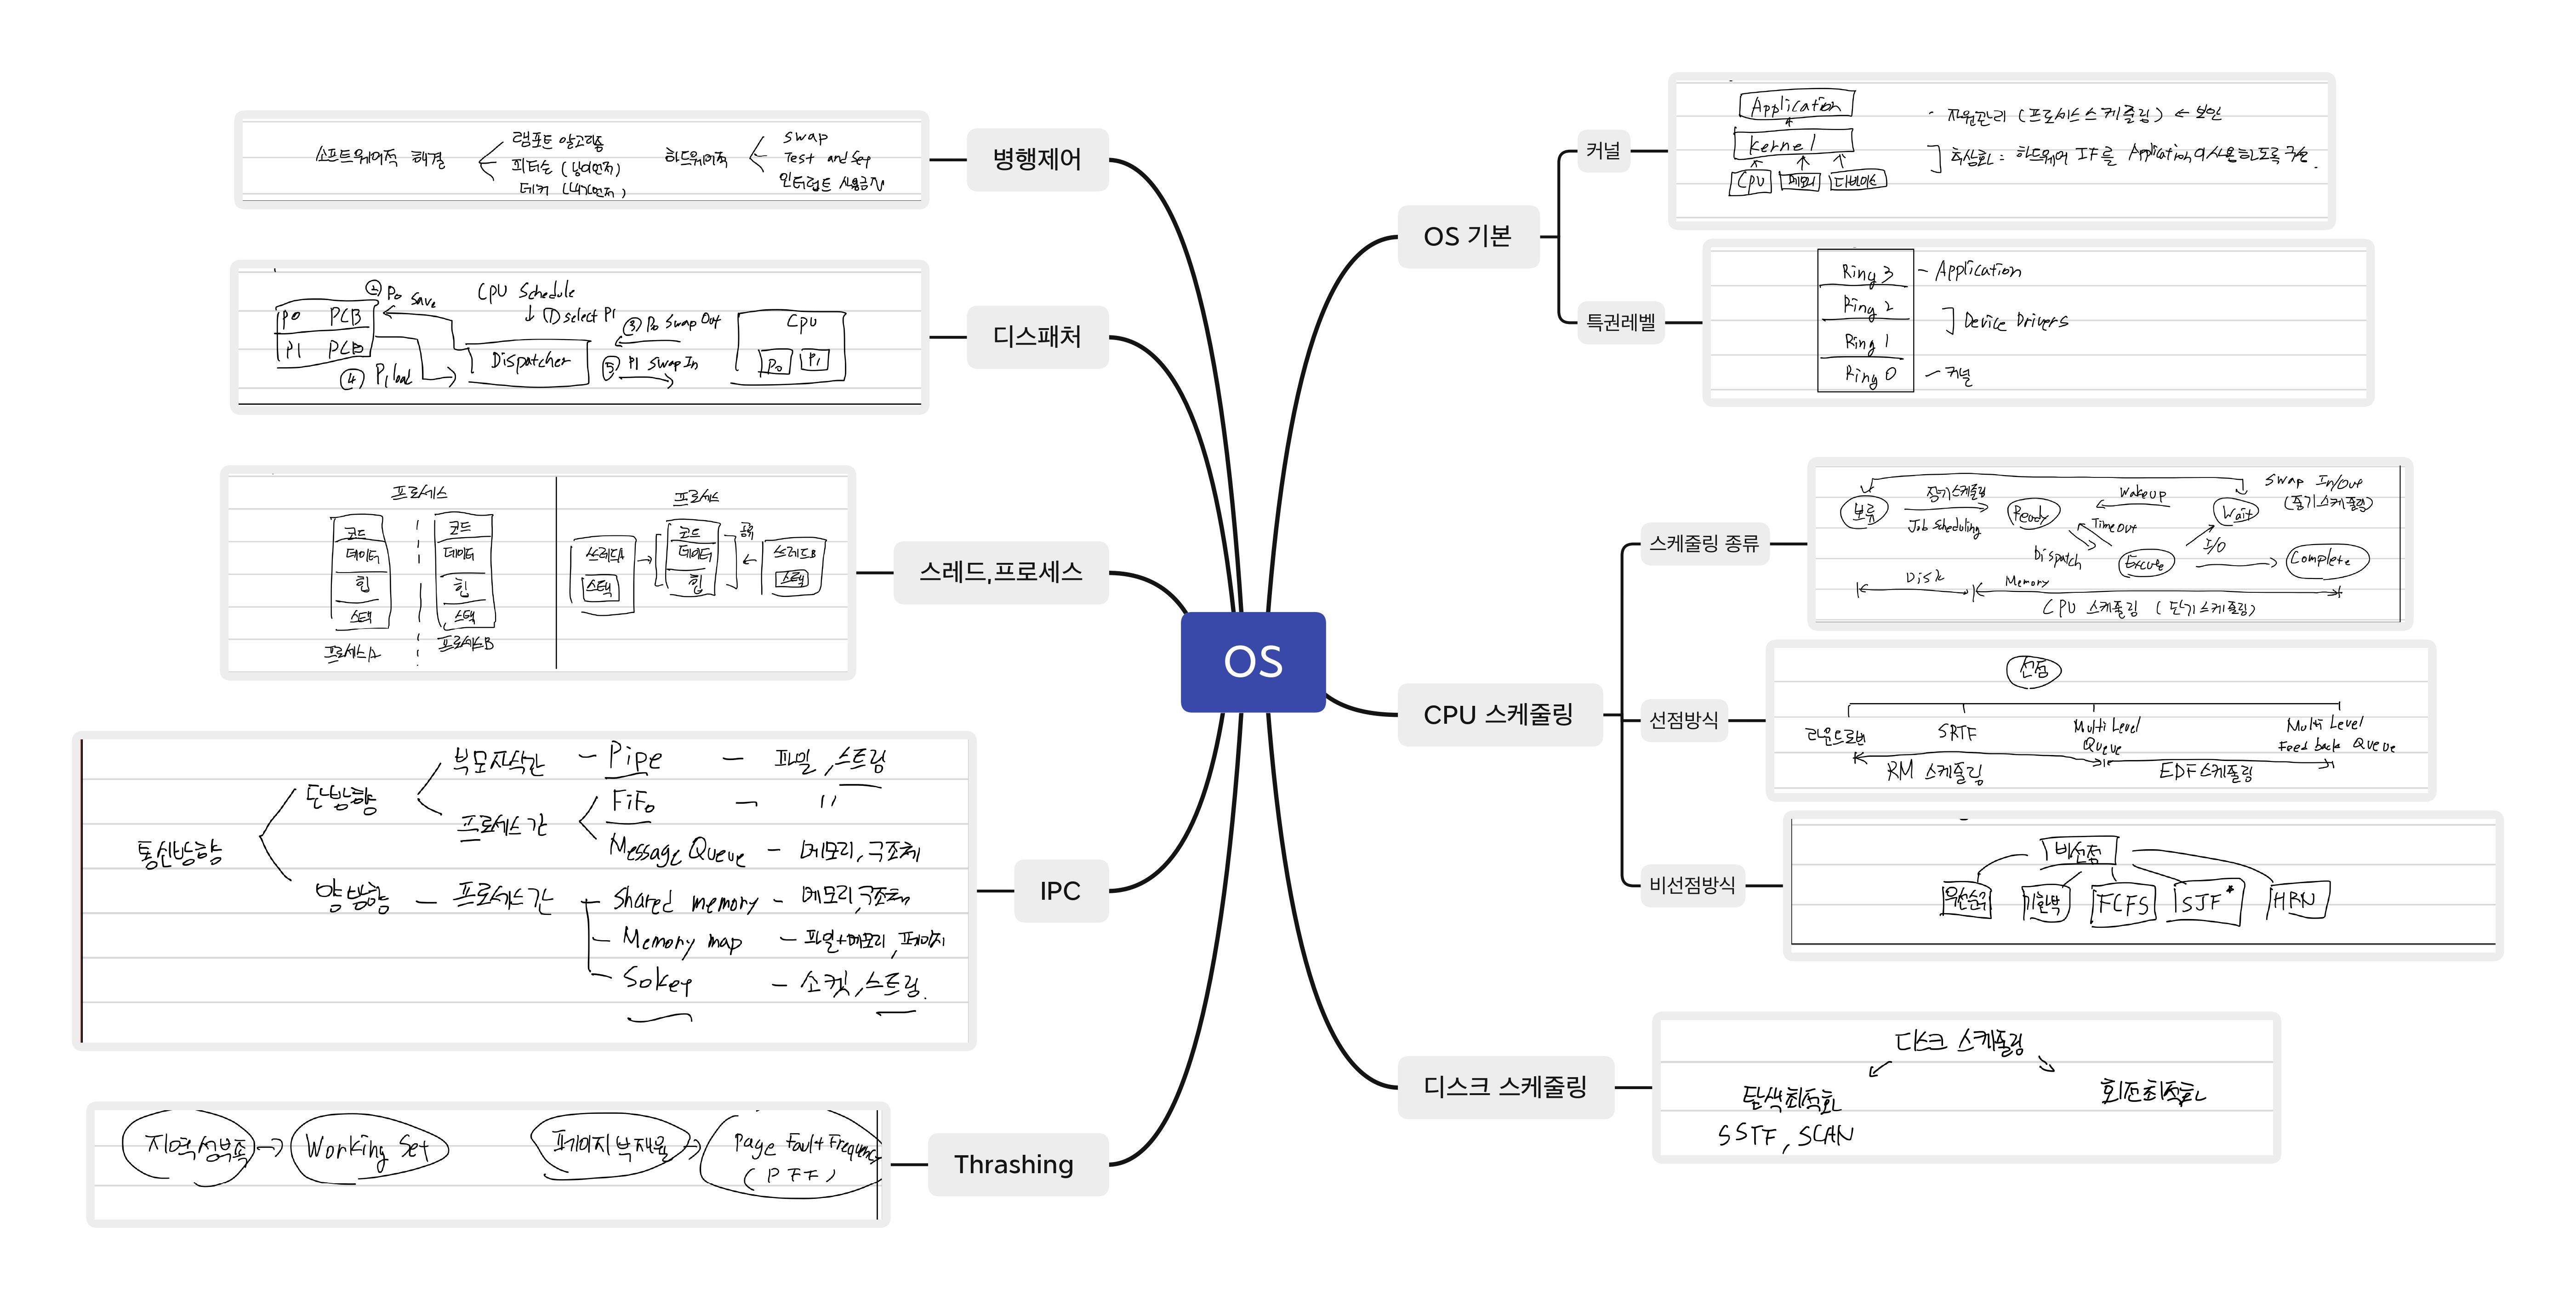 OS
병행제어
소프트웨어적 해결
램포트 알고리즘
피터슨 (너먼저)
데커 (내가먼저)
하드웨어적
swap
Test and Set
인터럽트 사용금지
디스패처
② P0 Save
CPU Schedule
↓ ① select P1
P0 PCB
P1 PCB
④ P1 load
Dispatcher
③ P0 Swap Out
⑤ P1 Swap In
CPU
P0 P1
스레드,프로세스
프로세스
코드
데이터
힙
스택
프로세스A
코드
데이터
힙
스택
프로세스B
프로세스
쓰레드A
스택
코드
데이터
힙
공유
쓰레드B
스택
IPC
통신방향
단방향
부모자식간 - Pipe - 파일, 스트림
프로세스 간
FiFo - "
Message Queue - 메모리, 구조체
양방향 - 프로세스 간
Shared memory - 메모리, 구조체
Memory map - 파일+메모리, 페이지
Soket - 소켓, 스트림.
Thrashing
지역성부족 → Working Set
페이지 부재율 → Page Fault Frequency
(PFF)
OS 기본
커널
Application
Kernel
CPU 메모리 디바이스
- 자원관리 (프로세스 스케줄링) ← 보안
추상화 = 하드웨어 IF를 Application이 사용하도록 구현.
특권레벨
Ring 3 - Application
Ring 2
Ring 1
] Device Drivers
Ring 0 - 커널
CPU 스케줄링
스케줄링 종류
보류
장기스케줄링
Job Scheduling
Ready
Wakeup
Wait
Swap In/Out
(중기스케줄링)
Time Out
Dispatch
I/O
Complete
Disk
Memory
CPU 스케줄링 (단기스케줄링)
선점방식
선점
라운드로빈
SRTF
Multi Level
Queue
Multi Level
Feed back Queue
RM 스케줄링
EDF스케줄링
비선점방식
비선점
우선순위
기한부
FCFS
SJF*
HRN
디스크 스케줄링
디스크 스케줄링
탐색최적화
SSTF, SCAN
회전최적화